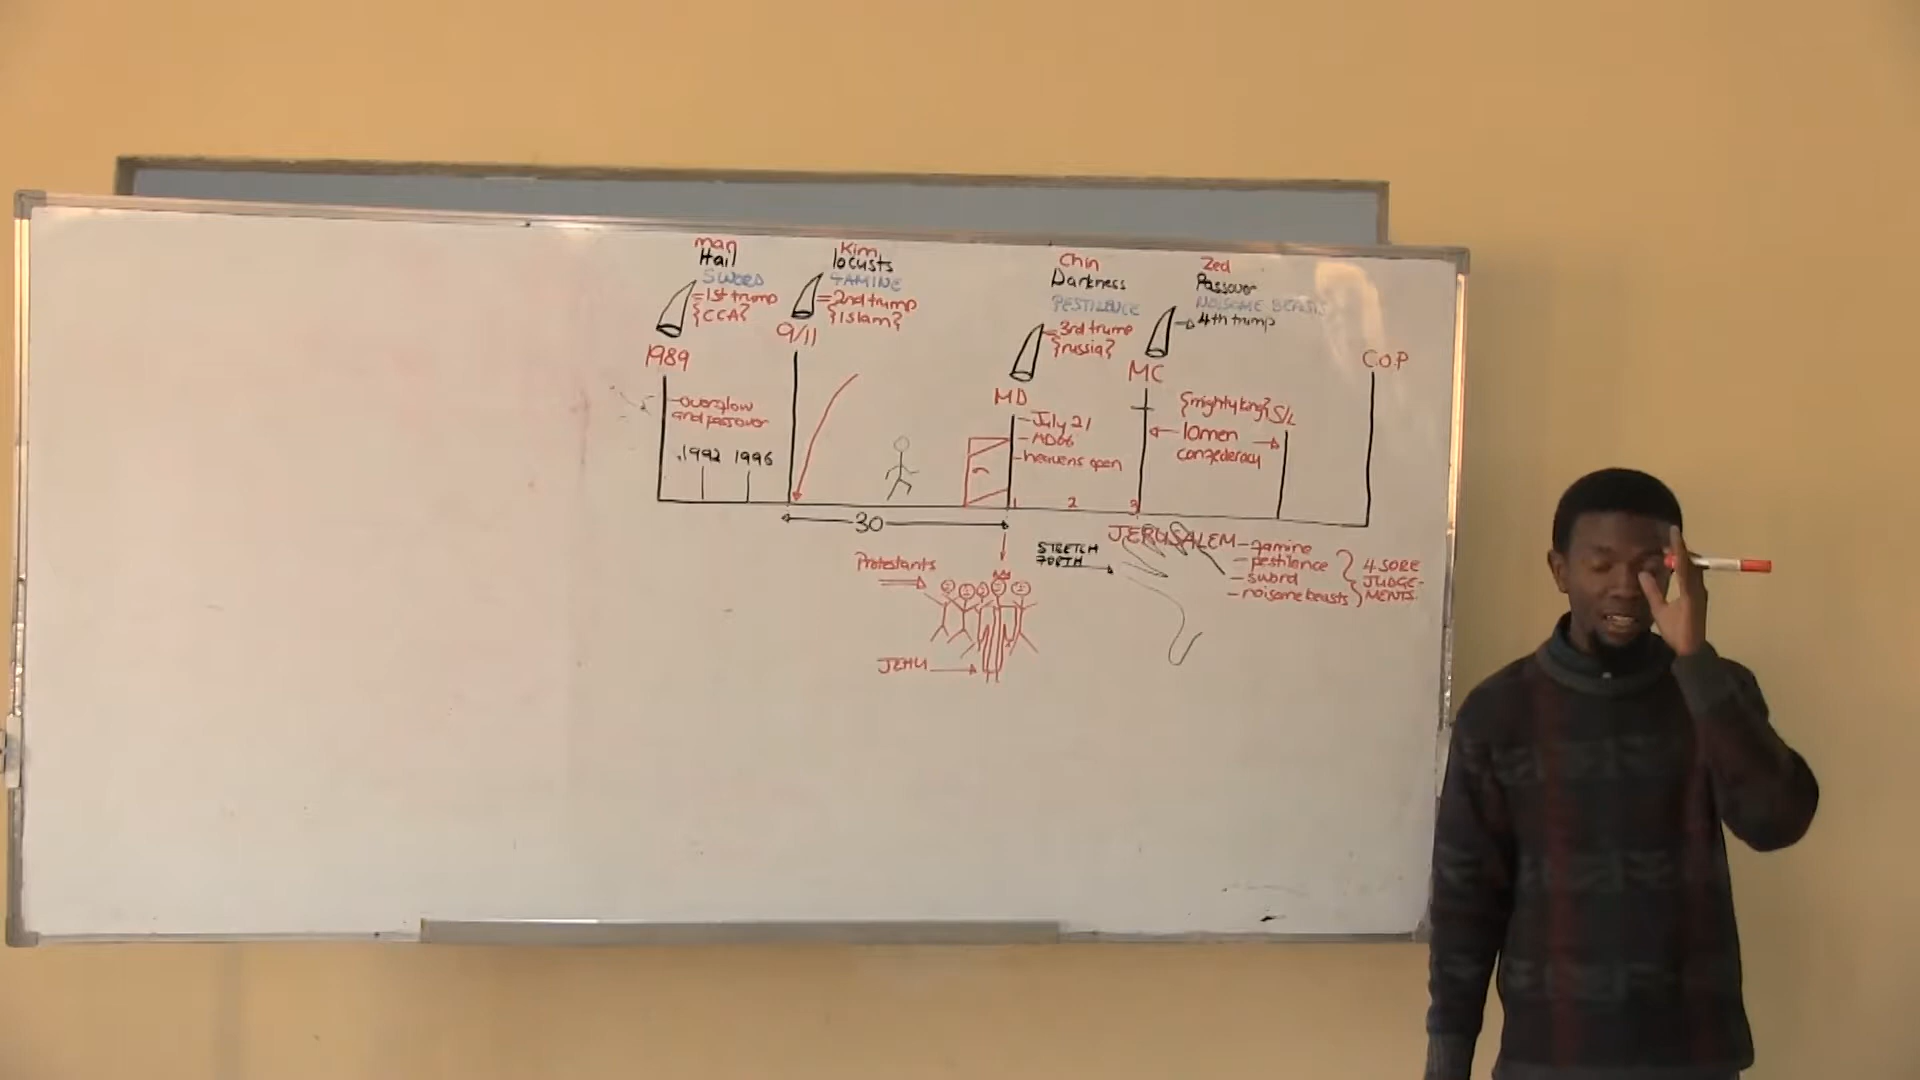 man
Hail
SWORD
=1st trump
{CCA}
1989
overflow
and passover
1992 1996
Kim
locusts
FAMINE
=2nd trump
{Islam}
9/11
30
Chin
Darkness
PESTILENCE
=3rd trump
{russia}
MD
-July 21
-MD66
-heavens open
1 2 3
Zed
Passover
NOISOME BEASTS
4th trump
MC
{mighty king} S/L
10men
confederacy
C.O.P
Protestants
JEHU
STRETCH
FORTH
JERUSALEM
-famine
-pestilence
-sword
-noisome beasts
4 SORE
JUDGE-
MENTS